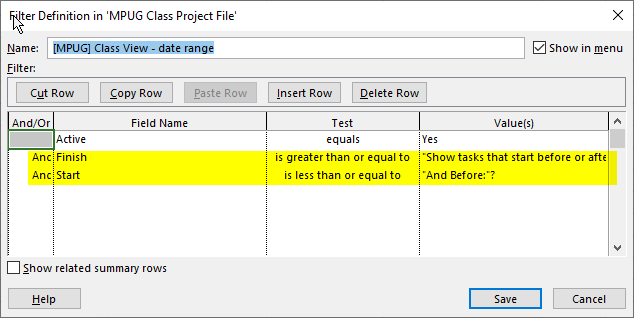 Filter Definition in 'MPUG Class Project File'
Name: [MPUG] Class View - date range Show in menu
Filter:
Cut Row Copy Row Paste Row Insert Row Delete Row
And/Or Field Name Test Value(s)
Active equals Yes
Anc Finish is greater than or equal to "Show tasks that start before or afte
Anc Start is less than or equal to "And Before:"?
Show related summary rows
Help Save Cancel